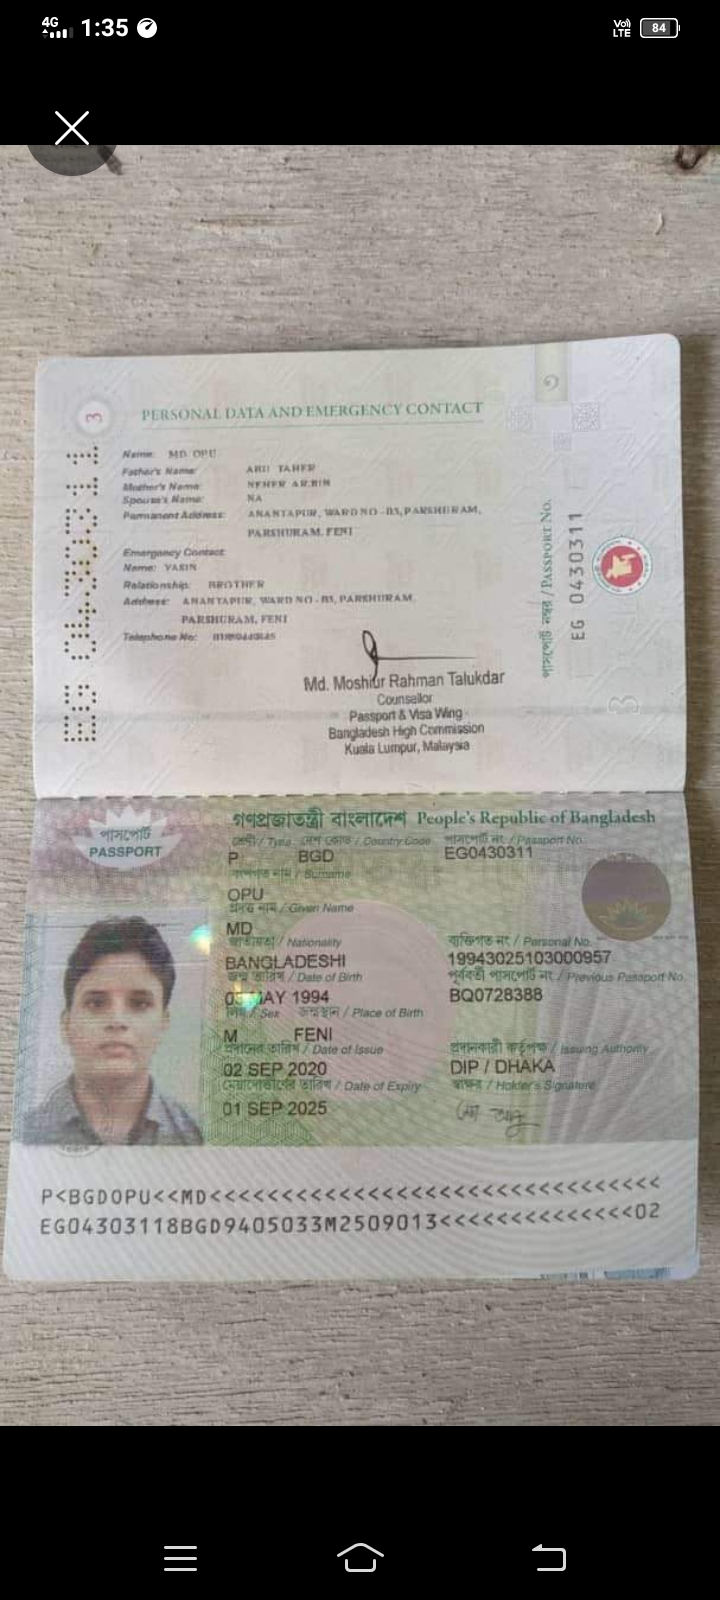 4G 1:35 Vo) LTE 84
3
PERSONAL DATA AND EMERGENCY CONTACT
Name: MD OPU
Father's Name: ABU TAHER
Mother's Name:
Spouse's Name: NA
Permanent Address: ANANTAPUR, WARD NO -03, PARSHURAM,
PARSHURAM, FENI
Emergency Contact:
Name: YASIN
Relationship: BROTHER
Address: ANANTAPUR, WARD NO -03, PARSHURAM,
PARSHURAM, FENI
Telephone No:
Md. Moshiur Rahman Talukdar
Counsellor
Passport & Visa Wing
Bangladesh High Commission
Kuala Lumpur, Malaysia
EG 0430311
পাসপোর্ট নম্বর / PASSPORT NO.
EG 0430311
3
পাসপোর্ট
PASSPORT
গণপ্রজাতন্ত্রী বাংলাদেশ People's Republic of Bangladesh
শ্রেণী / Type দেশ কোড / Country Code পাসপোর্ট নং / Passport No.
P BGD EG0430311
বংশগত নাম / Surname
OPU
প্রদত্ত নাম / Given Name
MD
জাতীয়তা / Nationality ব্যক্তিগত নং / Personal No.
BANGLADESHI 19943025103000957
জন্ম তারিখ / Date of Birth পূর্ববর্তী পাসপোর্ট নং / Previous Passport No.
03 MAY 1994 BQ0728388
লিঙ্গ / Sex জন্মস্থান / Place of Birth
M FENI
প্রদানের তারিখ / Date of Issue প্রদানকারী কর্তৃপক্ষ / Issuing Authority
02 SEP 2020 DIP / DHAKA
মেয়াদোত্তীর্ণের তারিখ / Date of Expiry স্বাক্ষর / Holder's Signature
01 SEP 2025
P<BGDOPU<<MD<<<<<<<<<<<<<<<<<<<<<<<<<<<<<<<<
EG04303118BGD9405033M2509013<<<<<<<<<<<<<<02